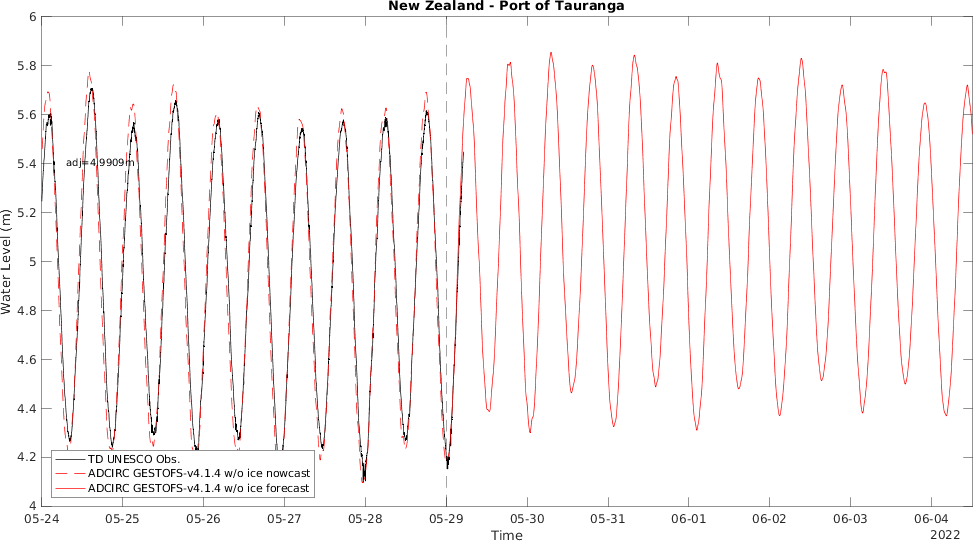 New Zealand - Port of Tauranga
Water Level (m)
6
5.8
5.6
5.4
5.2
5
4.8
4.6
4.4
4.2
4
adj=4.9909m
TD UNESCO Obs.
ADCIRC GESTOFS-v4.1.4 w/o ice nowcast
ADCIRC GESTOFS-v4.1.4 w/o ice forecast
05-24 05-25 05-26 05-27 05-28 05-29 05-30 05-31 06-01 06-02 06-03 06-04
2022
Time